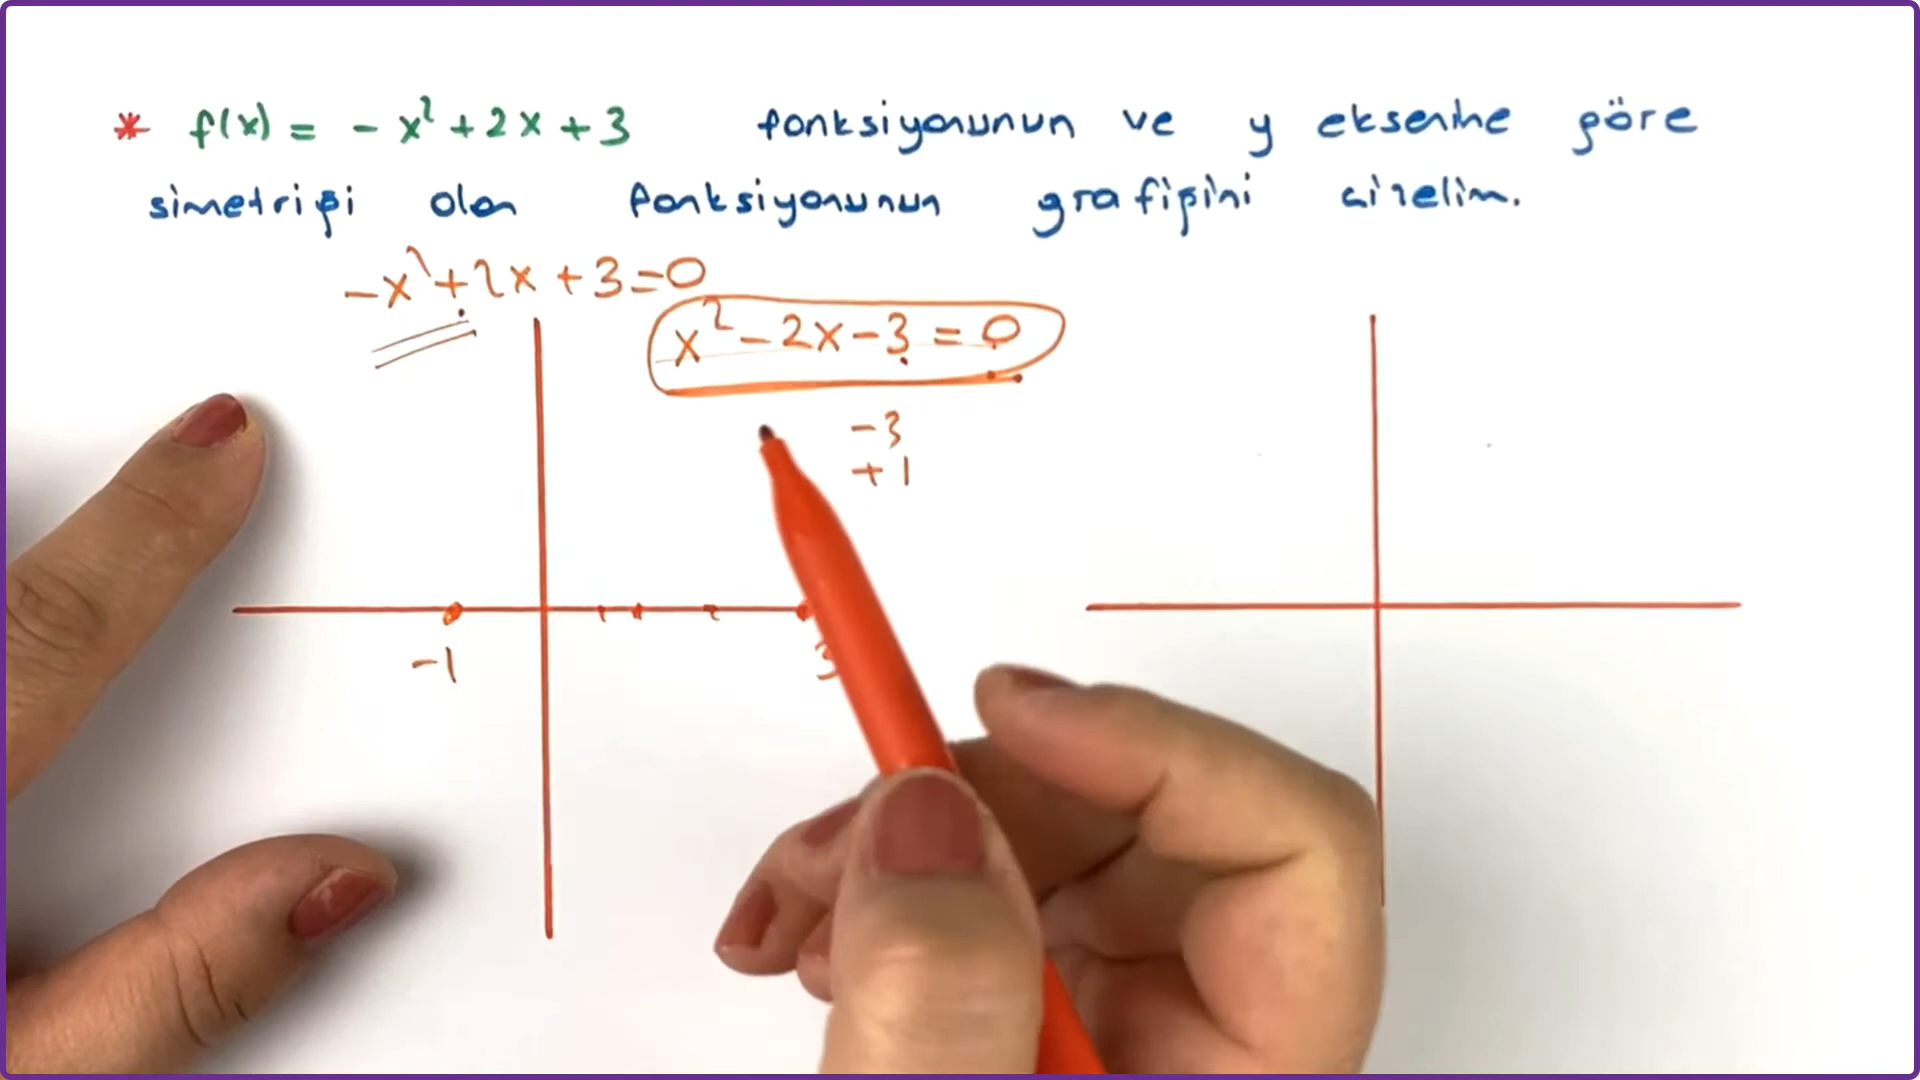 * f(x) = -x² + 2x + 3 fonksiyonunun ve y eksenine göre
simetriği olan fonksiyonunun grafiğini çizelim.
-x² + 2x + 3 = 0
x² - 2x - 3 = 0
-3
+1
-1 3